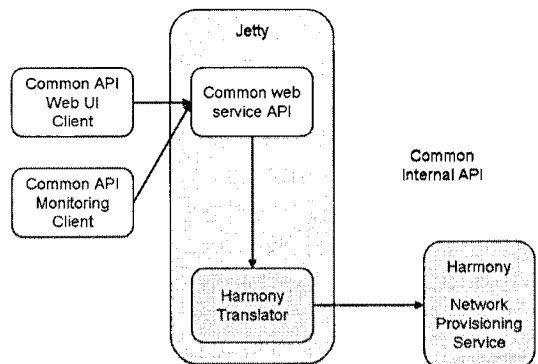 Jetty
Common API
Web UI
Client
Common web
service API
Common API
Monitoring
Client
Common
Internal API
Harmony
Translator
Harmony
Network
Provisioning
Service